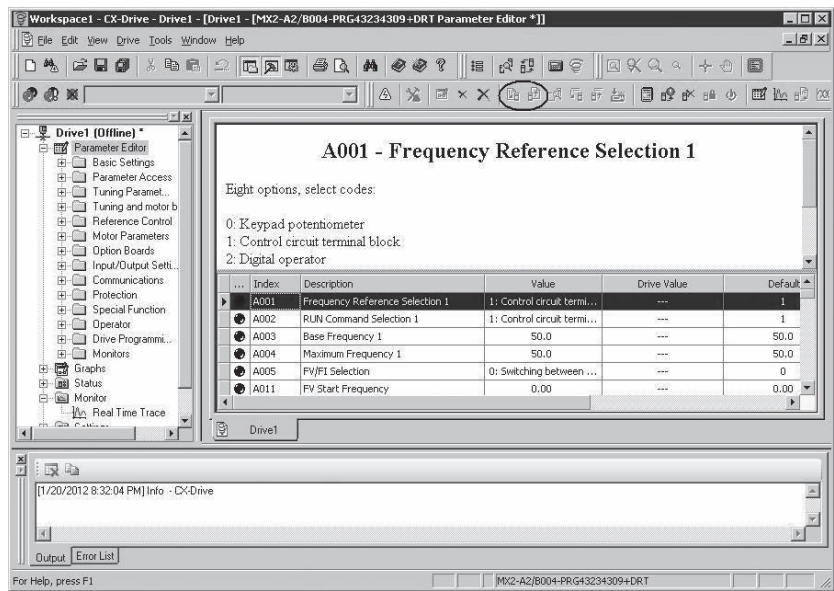 Workspace1 - CX-Drive - Drive1 - [Drive1 - [MX2-A2/B004-PRG43234309+DRT Parameter Editor *]]
File Edit View Drive Tools Window Help
Drive1 (Offline) *
Parameter Editor
Basic Settings
Parameter Access
Tuning Paramet...
Tuning and motor b
Reference Control
Motor Parameters
Option Boards
Input/Output Setti...
Communications
Protection
Special Function
Operator
Drive Programmi...
Monitors
Graphs
Status
Monitor
Real Time Trace
A001 - Frequency Reference Selection 1
Eight options, select codes:
0: Keypad potentiometer
1: Control circuit terminal block
2: Digital operator
... Index Description Value Drive Value Default
A001 Frequency Reference Selection 1 1: Control circuit termi... --- 1
A002 RUN Command Selection 1 1: Control circuit termi... --- 1
A003 Base Frequency 1 50.0 --- 50.0
A004 Maximum Frequency 1 50.0 --- 50.0
A005 FV/FI Selection 0: Switching between ... --- 0
A011 FV Start Frequency 0.00 --- 0.00
Drive1
[1/20/2012 8:32:04 PM] Info - CX-Drive
Output Error List
For Help, press F1 MX2-A2/B004-PRG43234309+DRT